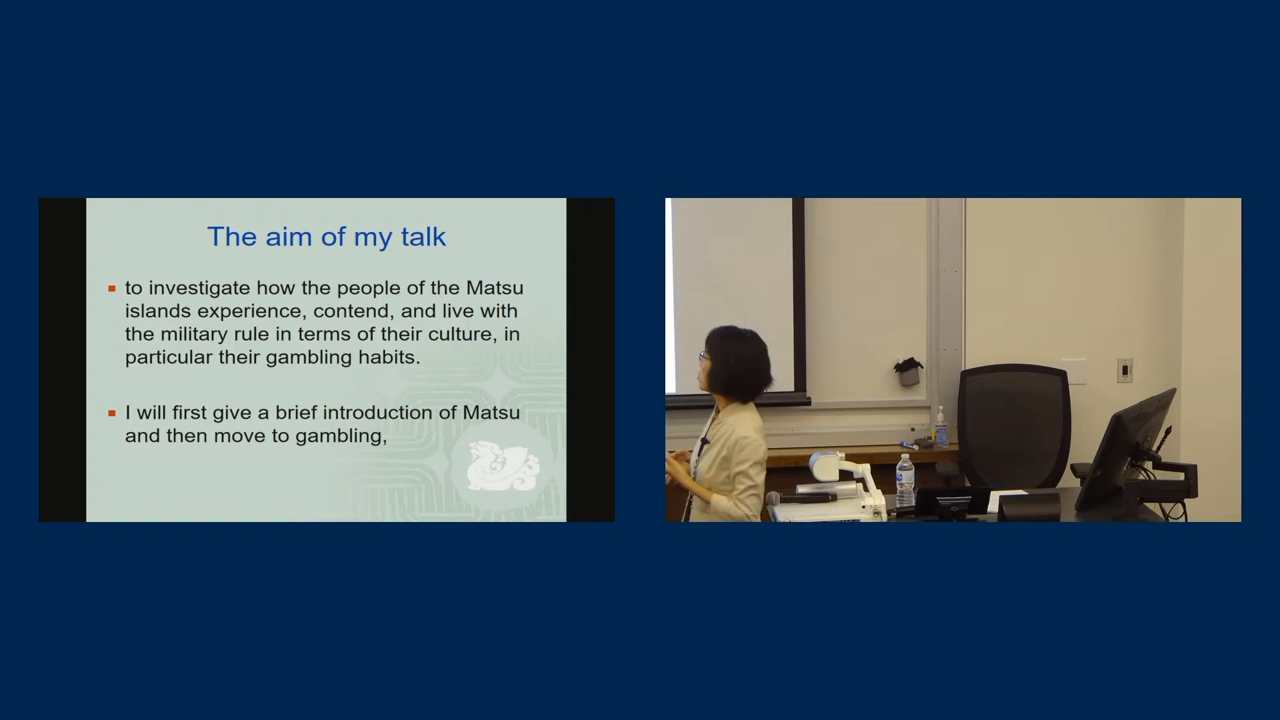 The aim of my talk
to investigate how the people of the Matsu
islands experience, contend, and live with
the military rule in terms of their culture, in
particular their gambling habits.
I will first give a brief introduction of Matsu
and then move to gambling,